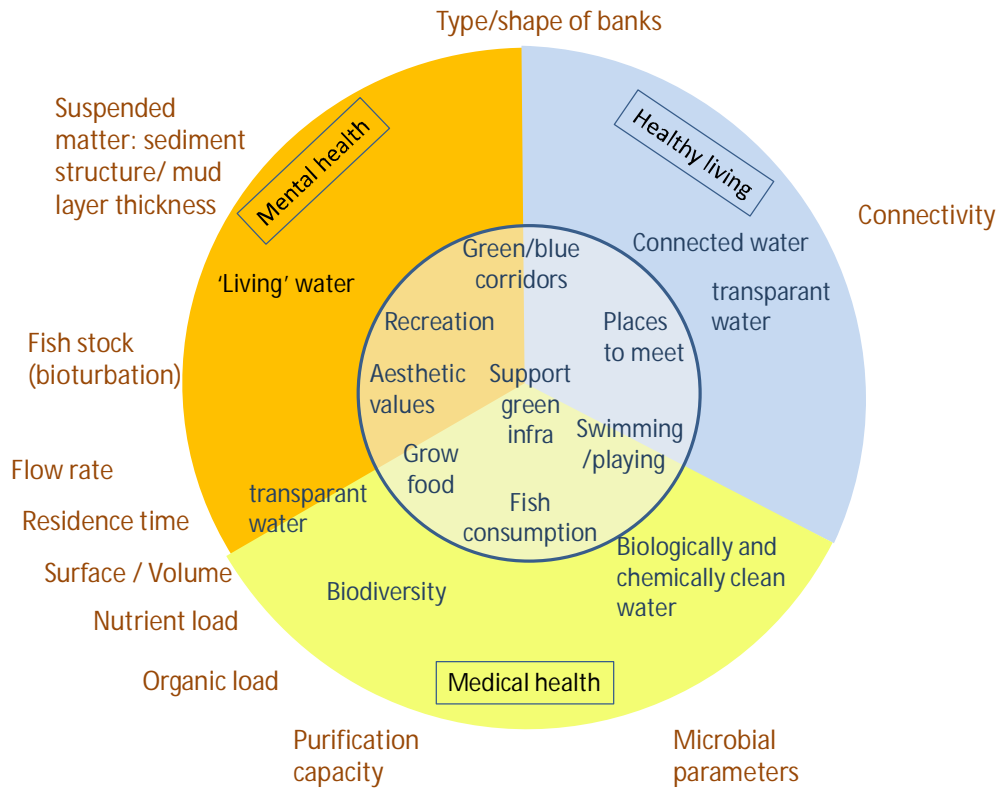 Type/shape of banks
Suspended
matter: sediment
structure/ mud
layer thickness
Mental health
Healthy living
Connectivity
Green/blue
corridors
Connected water
'Living' water
transparant
water
Recreation
Places
to meet
Fish stock
(bioturbation)
Aesthetic
values
Support
green
infra
Swimming
/playing
Grow
food
Flow rate
transparant
water
Fish
consumption
Residence time
Biologically and
chemically clean
water
Surface / Volume
Biodiversity
Nutrient load
Organic load
Medical health
Purification
capacity
Microbial
parameters